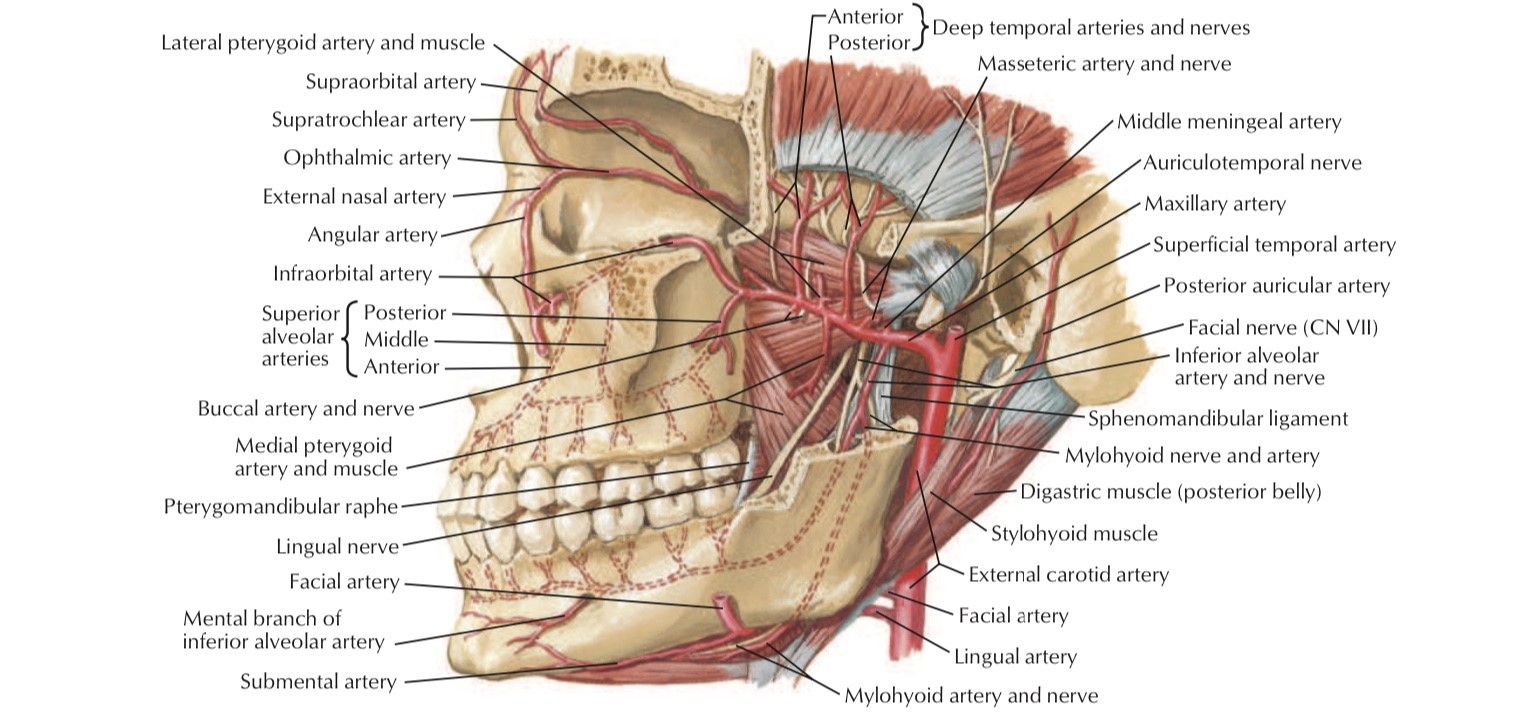 Anterior
Posterior
Deep temporal arteries and nerves
Lateral pterygoid artery and muscle
Supraorbital artery
Supratrochlear artery
Ophthalmic artery
External nasal artery
Angular artery
Infraorbital artery
Superior
alveolar
arteries
Posterior
Middle
Anterior
Buccal artery and nerve
Medial pterygoid
artery and muscle
Pterygomandibular raphe
Lingual nerve
Facial artery
Mental branch of
inferior alveolar artery
Submental artery
Masseteric artery and nerve
Middle meningeal artery
Auriculotemporal nerve
Maxillary artery
Superficial temporal artery
Posterior auricular artery
Facial nerve (CN VII)
Inferior alveolar
artery and nerve
Sphenomandibular ligament
Mylohyoid nerve and artery
Digastric muscle (posterior belly)
Stylohyoid muscle
External carotid artery
Facial artery
Lingual artery
Mylohyoid artery and nerve